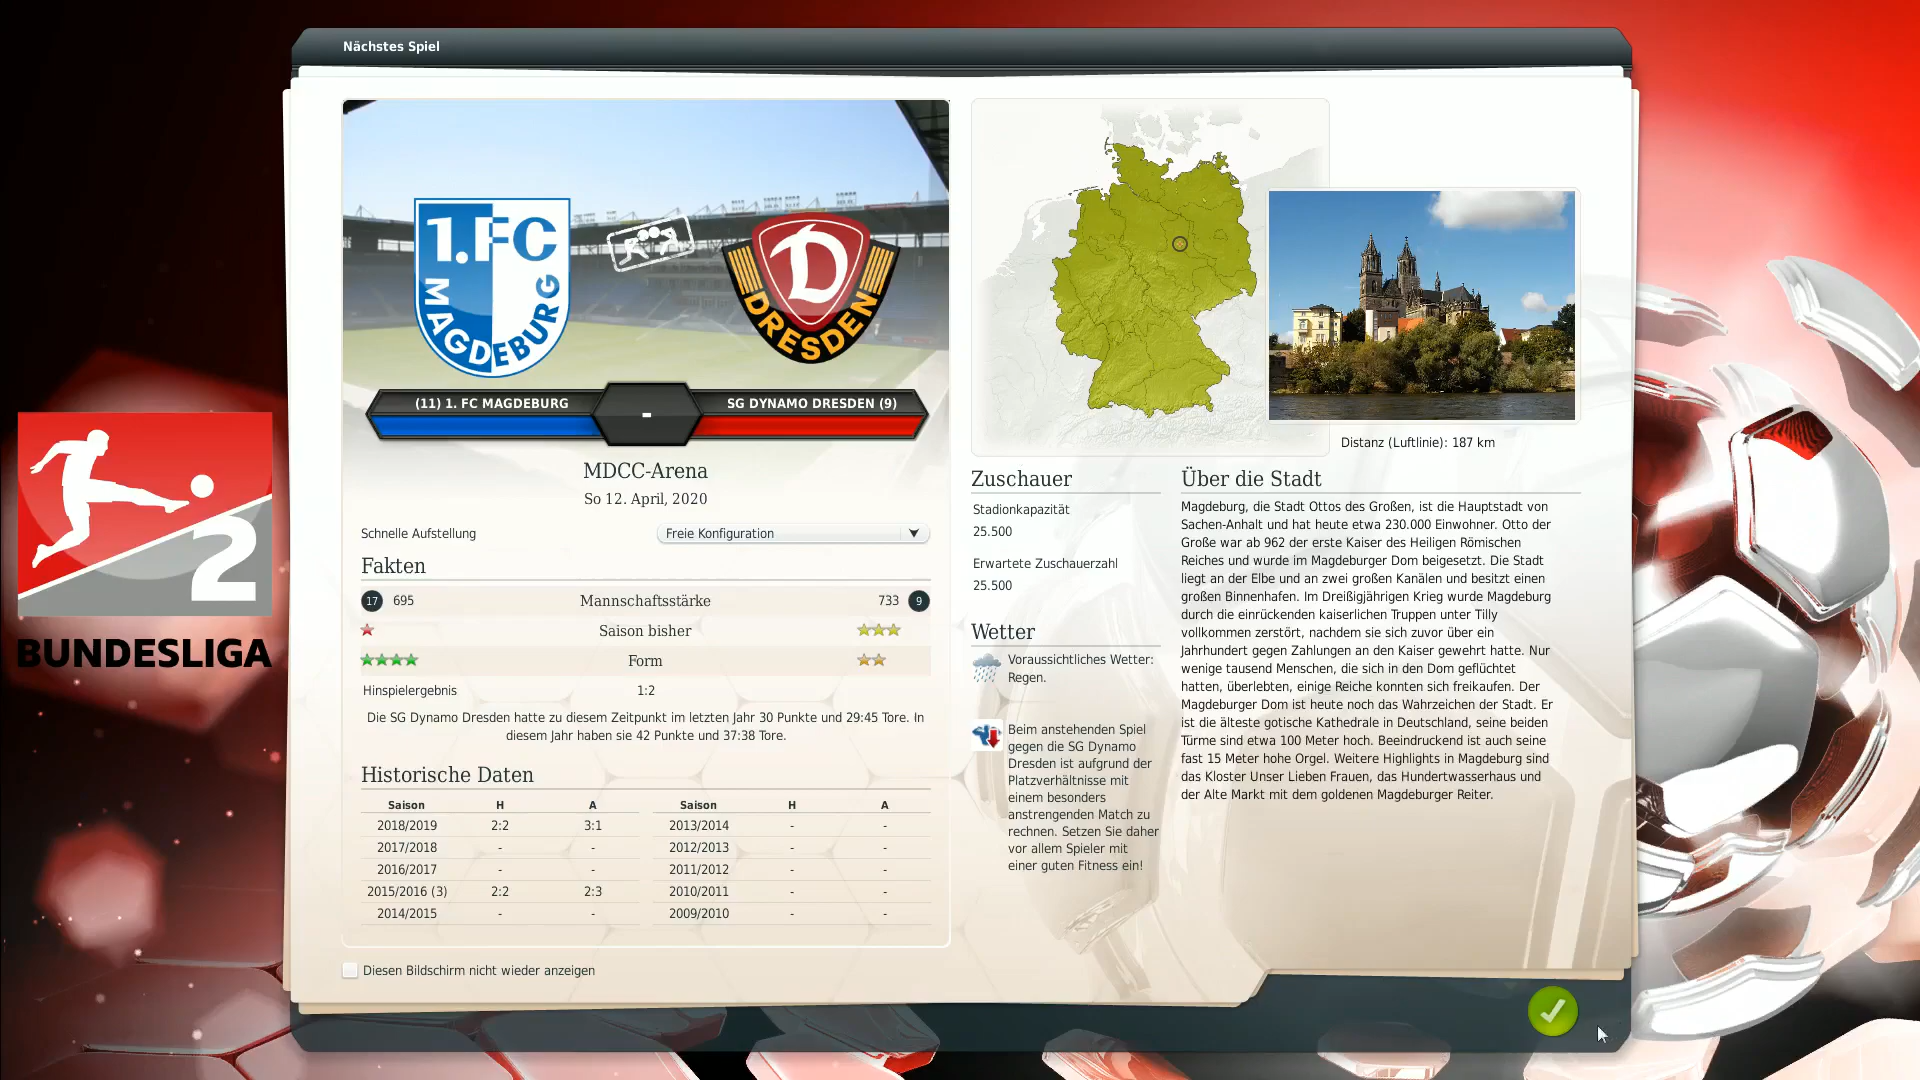 Nächstes Spiel
1.FC
MAGDEBURG
D
DRESDEN
(11) 1. FC MAGDEBURG
-
SG DYNAMO DRESDEN (9)
MDCC-Arena
So 12. April, 2020
Schnelle Aufstellung
Freie Konfiguration
Fakten
17 695 Mannschaftsstärke 733 9
Saison bisher
Form
Hinspielergebnis 1:2
Die SG Dynamo Dresden hatte zu diesem Zeitpunkt im letzten Jahr 30 Punkte und 29:45 Tore. In
diesem Jahr haben sie 42 Punkte und 37:38 Tore.
Historische Daten
Saison H A Saison H A
2018/2019 2:2 3:1 2013/2014 - -
2017/2018 - - 2012/2013 - -
2016/2017 - - 2011/2012 - -
2015/2016 (3) 2:2 2:3 2010/2011 - -
2014/2015 - - 2009/2010 - -
Diesen Bildschirm nicht wieder anzeigen
Distanz (Luftlinie): 187 km
Zuschauer
Stadionkapazität
25.500
Erwartete Zuschauerzahl
25.500
Wetter
Voraussichtliches Wetter:
Regen.
Beim anstehenden Spiel
gegen die SG Dynamo
Dresden ist aufgrund der
Platzverhältnisse mit
einem besonders
anstrengenden Match zu
rechnen. Setzen Sie daher
vor allem Spieler mit
einer guten Fitness ein!
Über die Stadt
Magdeburg, die Stadt Ottos des Großen, ist die Hauptstadt von
Sachen-Anhalt und hat heute etwa 230.000 Einwohner. Otto der
Große war ab 962 der erste Kaiser des Heiligen Römischen
Reiches und wurde im Magdeburger Dom beigesetzt. Die Stadt
liegt an der Elbe und an zwei großen Kanälen und besitzt einen
großen Binnenhafen. Im Dreißigjährigen Krieg wurde Magdeburg
durch die einrückenden kaiserlichen Truppen unter Tilly
vollkommen zerstört, nachdem sie sich zuvor über ein
Jahrhundert gegen Zahlungen an den Kaiser gewehrt hatte. Nur
wenige tausend Menschen, die sich in den Dom geflüchtet
hatten, überlebten, einige Reiche konnten sich freikaufen. Der
Magdeburger Dom ist heute noch das Wahrzeichen der Stadt. Er
ist die älteste gotische Kathedrale in Deutschland, seine beiden
Türme sind etwa 100 Meter hoch. Beeindruckend ist auch seine
fast 15 Meter hohe Orgel. Weitere Highlights in Magdeburg sind
das Kloster Unser Lieben Frauen, das Hundertwasserhaus und
der Alte Markt mit dem goldenen Magdeburger Reiter.
2
BUNDESLIGA